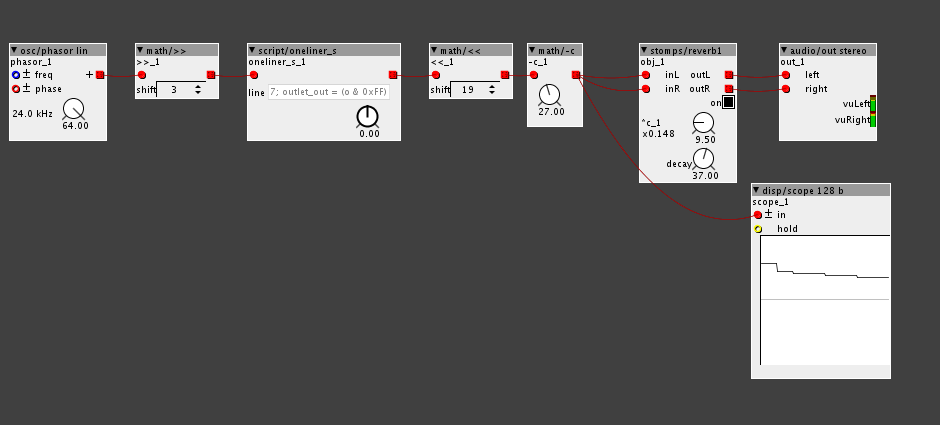 osc/phasor lin
phasor_1
freq +
phase
24.0 kHz
64.00
math/>>
>>_1
shift 3
script/oneliner_s
oneliner_s_1
line 7; outlet_out = (o & 0xFF)
0.00
math/<<
<<_1
shift 19
math/-c
-c_1
27.00
stomps/reverb1
obj_1
inL outL
inR outR
on
^c_1
x0.148
9.50
decay
37.00
audio/out stereo
out_1
left
right
vuLeft
vuRight
disp/scope 128 b
scope_1
± in
hold